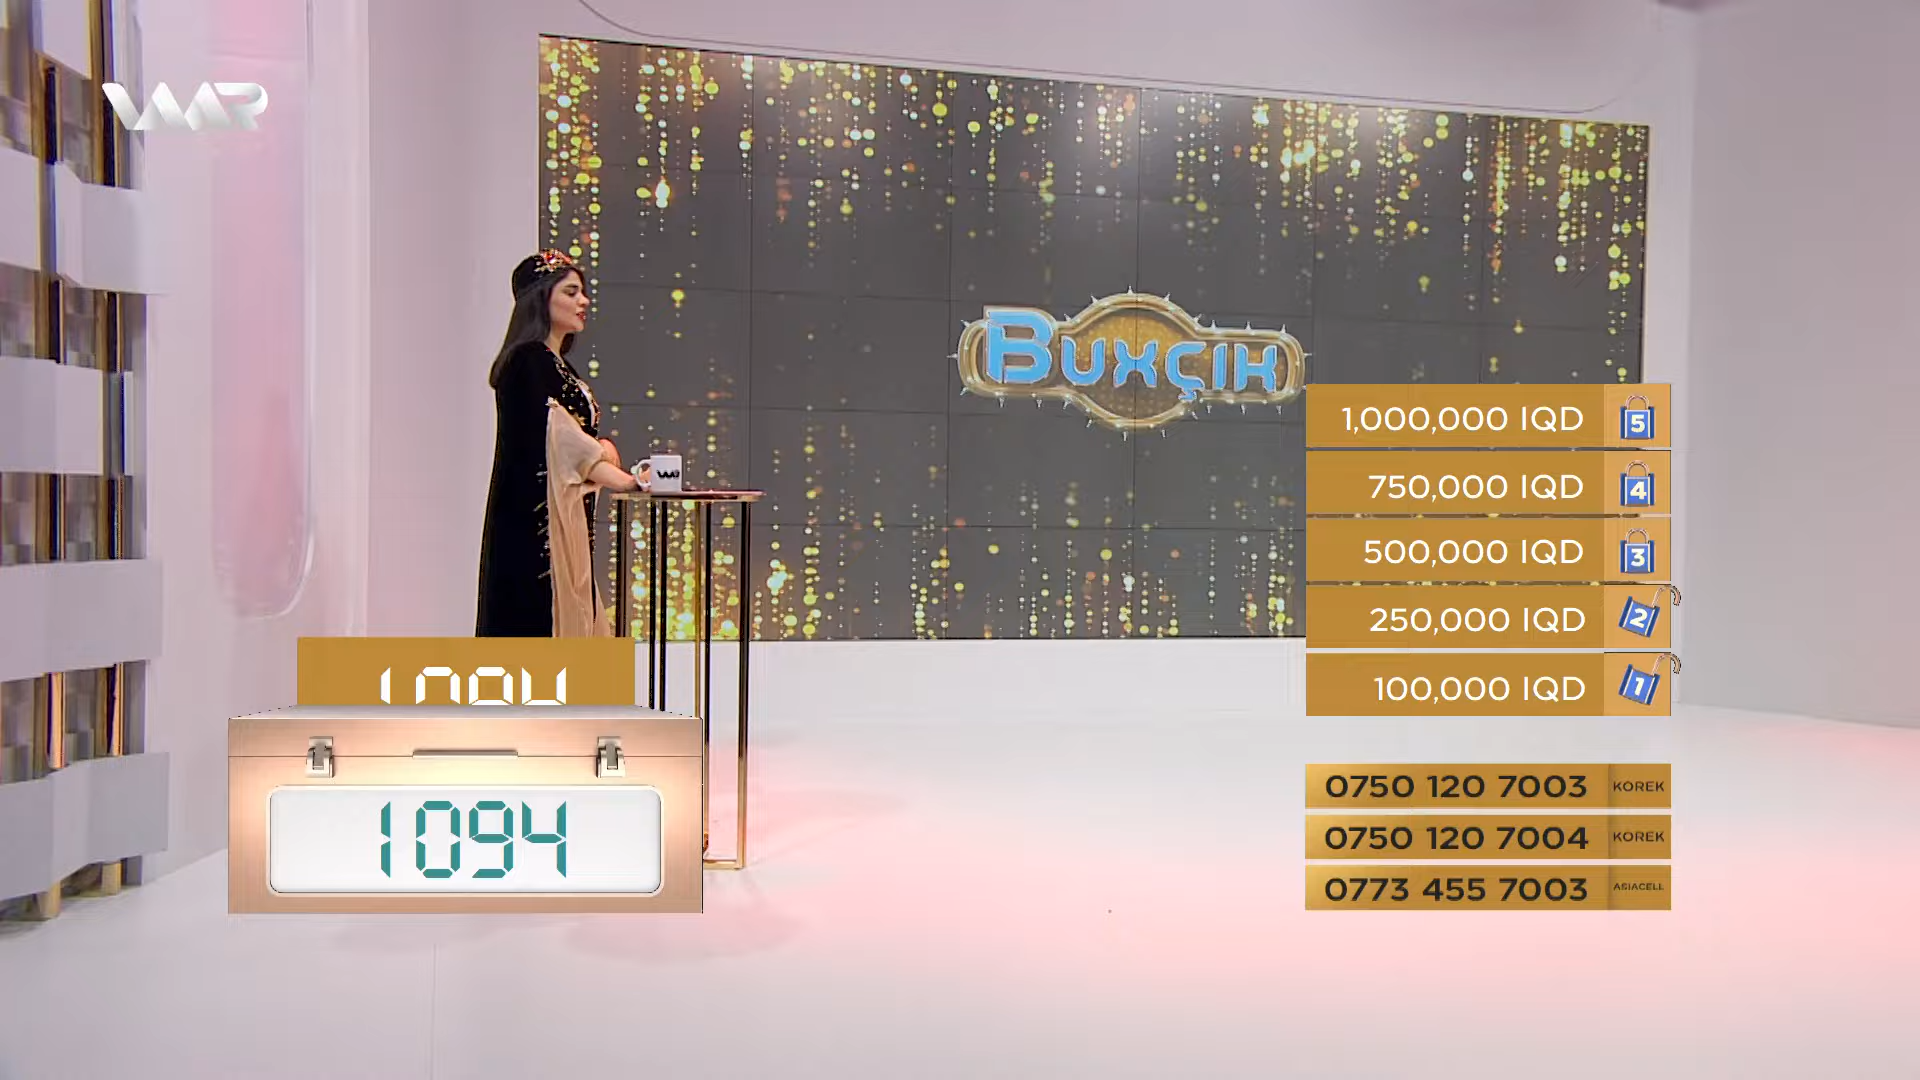 WAAR
BUXÇIK
1,000,000 IQD 5
750,000 IQD 4
500,000 IQD 3
250,000 IQD 2
100,000 IQD 1
1094
0750 120 7003 KOREK
0750 120 7004 KOREK
0773 455 7003 ASIACELL